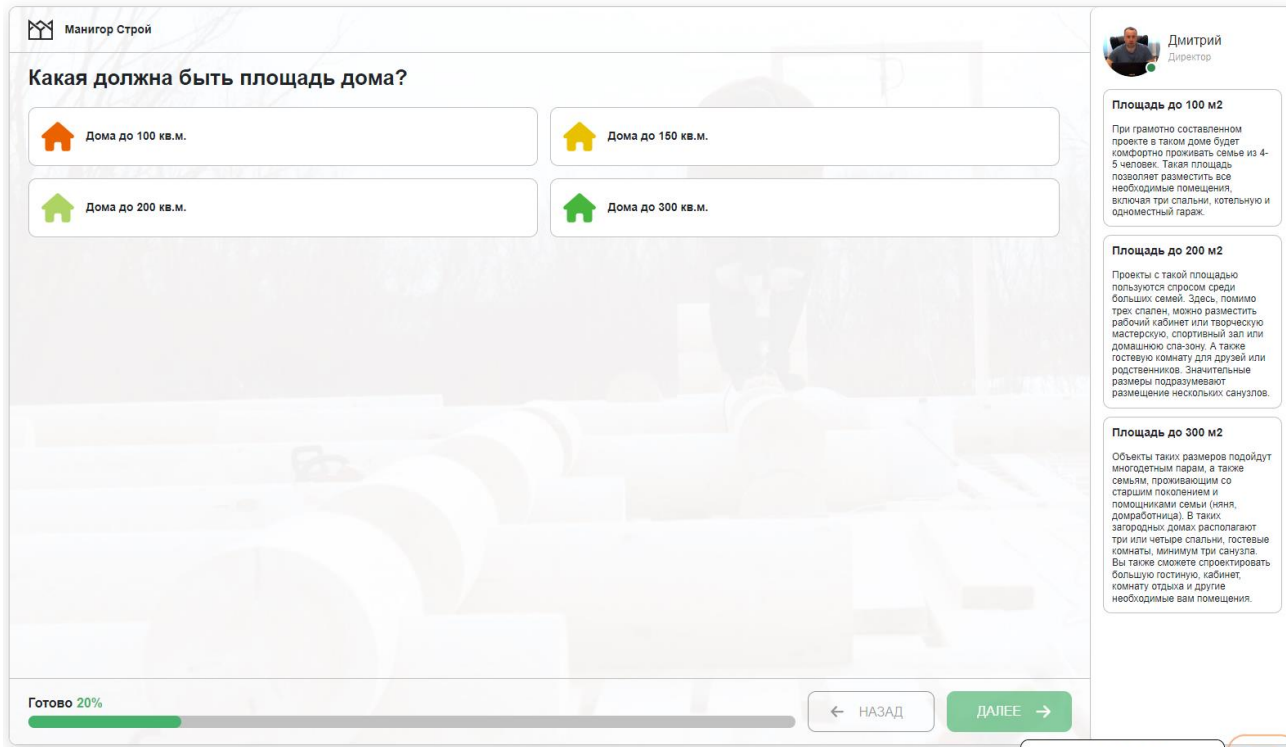 Манигор Строй
Какая должна быть площадь дома?
Дома до 100 кв.м.
Дома до 150 кв.м.
Дома до 200 кв.м.
Дома до 300 кв.м.
Готово 20%
← НАЗАД
ДАЛЕЕ →
Дмитрий
Директор
Площадь до 100 м2
При грамотно составленном
проекте в таком доме будет
комфортно проживать семье из 4-
5 человек. Такая площадь
позволяет разместить все
необходимые помещения,
включая три спальни, котельную и
одноместный гараж.
Площадь до 200 м2
Проекты с такой площадью
пользуются спросом среди
больших семей. Здесь, помимо
трех спален, можно разместить
рабочий кабинет или творческую
мастерскую, спортивный зал или
домашнюю спа-зону. А также
гостевую комнату для друзей или
родственников. Значительные
размеры подразумевают
размещение нескольких санузлов.
Площадь до 300 м2
Объекты таких размеров подойдут
многодетным парам, а также
семьям, проживающим со
старшим поколением и
помощниками семьи (няня,
домработница). В таких
загородных домах располагают
три или четыре спальни, гостевые
комнаты, минимум три санузла.
Вы также сможете спроектировать
большую гостиную, кабинет,
комнату отдыха и другие
необходимые вам помещения.